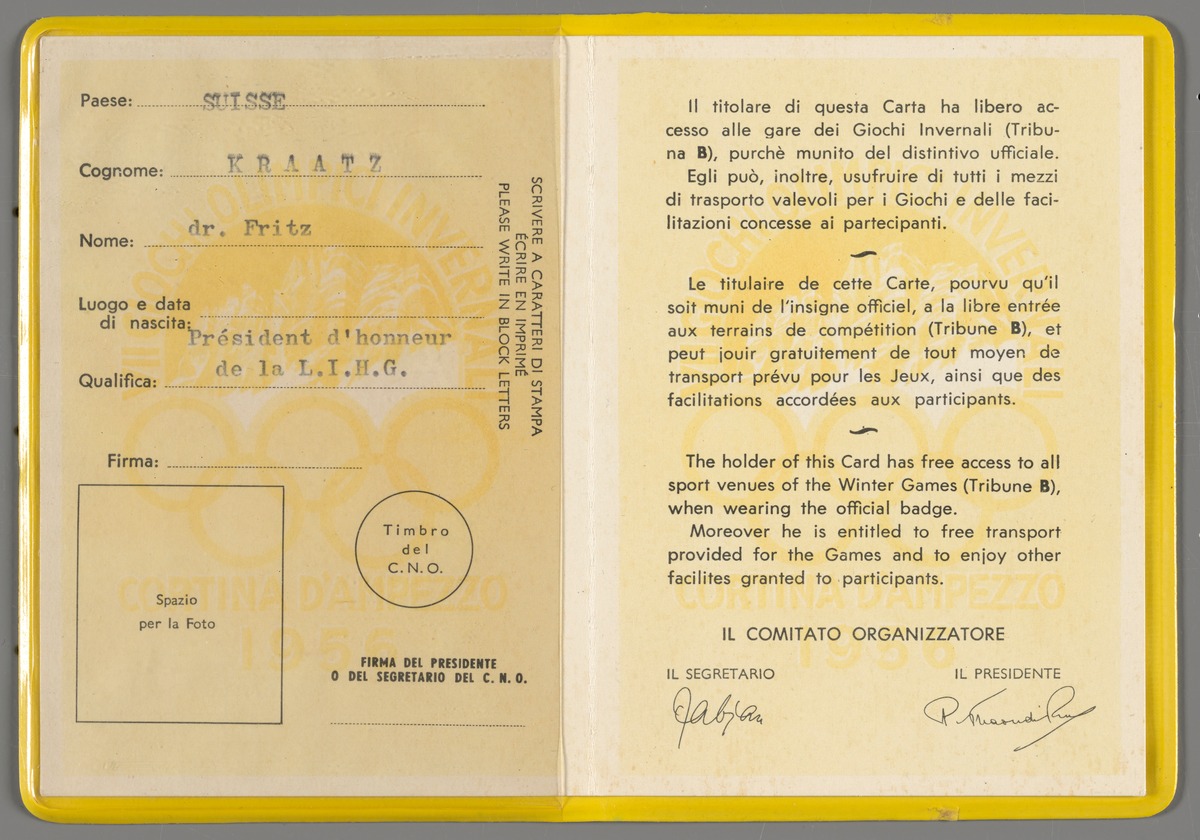 Paese: SUISSE
Cognome: KRAATZ
Nome: dr. Fritz
Luogo e data
di nascita:
Président d'honneur
Qualifica: de la L.I.H.G.
Firma:
Spazio
per la Foto
Timbro
del
C.N.O.
FIRMA DEL PRESIDENTE
O DEL SEGRETARIO DEL C. N. O.
SCRIVERE A CARATTERI DI STAMPA
ÉCRIRE EN IMPRIMÉ
PLEASE WRITE IN BLOCK LETTERS
VII GIOCHI OLIMPICI INVERNALI
CORTINA D'AMPEZZO
1956
Il titolare di questa Carta ha libero ac-
cesso alle gare dei Giochi Invernali (Tribu-
na B), purchè munito del distintivo ufficiale.
Egli può, inoltre, usufruire di tutti i mezzi
di trasporto valevoli per i Giochi e delle faci-
litazioni concesse ai partecipanti.
Le titulaire de cette Carte, pourvu qu'il
soit muni de l'insigne officiel, a la libre entrée
aux terrains de compétition (Tribune B), et
peut jouir gratuitement de tout moyen de
transport prévu pour les Jeux, ainsi que des
facilitations accordées aux participants.
The holder of this Card has free access to all
sport venues of the Winter Games (Tribune B),
when wearing the official badge.
Moreover he is entitled to free transport
provided for the Games and to enjoy other
facilites granted to participants.
IL COMITATO ORGANIZZATORE
IL SEGRETARIO IL PRESIDENTE
VII GIOCHI OLIMPICI INVERNALI
CORTINA D'AMPEZZO
1956